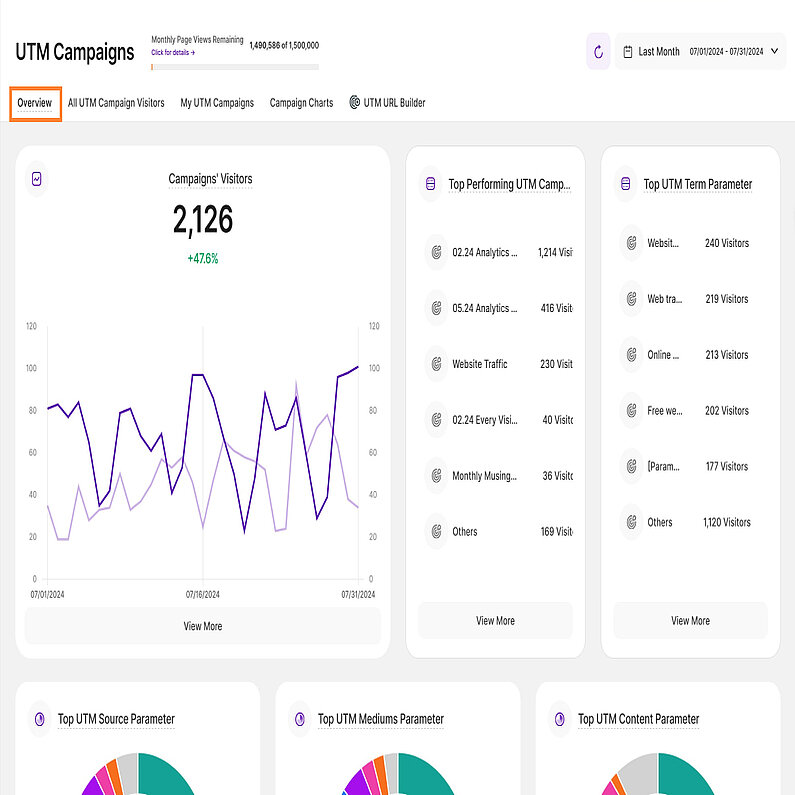 UTM Campaigns
Monthly Page Views Remaining
Click for details →
1,490,586 of 1,500,000
Last Month 07/01/2024 - 07/31/2024
Overview
All UTM Campaign Visitors
My UTM Campaigns
Campaign Charts
UTM URL Builder
Campaigns' Visitors
2,126
+47.6%
120
100
80
60
40
20
0
120
100
80
60
40
20
0
07/01/2024
07/16/2024
07/31/2024
View More
Top Performing UTM Camp...
02.24 Analytics ... 1,214 Visi
05.24 Analytics ... 416 Visit
Website Traffic 230 Visit
02.24 Every Visi... 40 Visito
Monthly Musing... 36 Visito
Others 169 Visit
View More
Top UTM Term Parameter
Websit... 240 Visitors
Web tra... 219 Visitors
Online ... 213 Visitors
Free we... 202 Visitors
[Param... 177 Visitors
Others 1,120 Visitors
View More
Top UTM Source Parameter
Top UTM Mediums Parameter
Top UTM Content Parameter